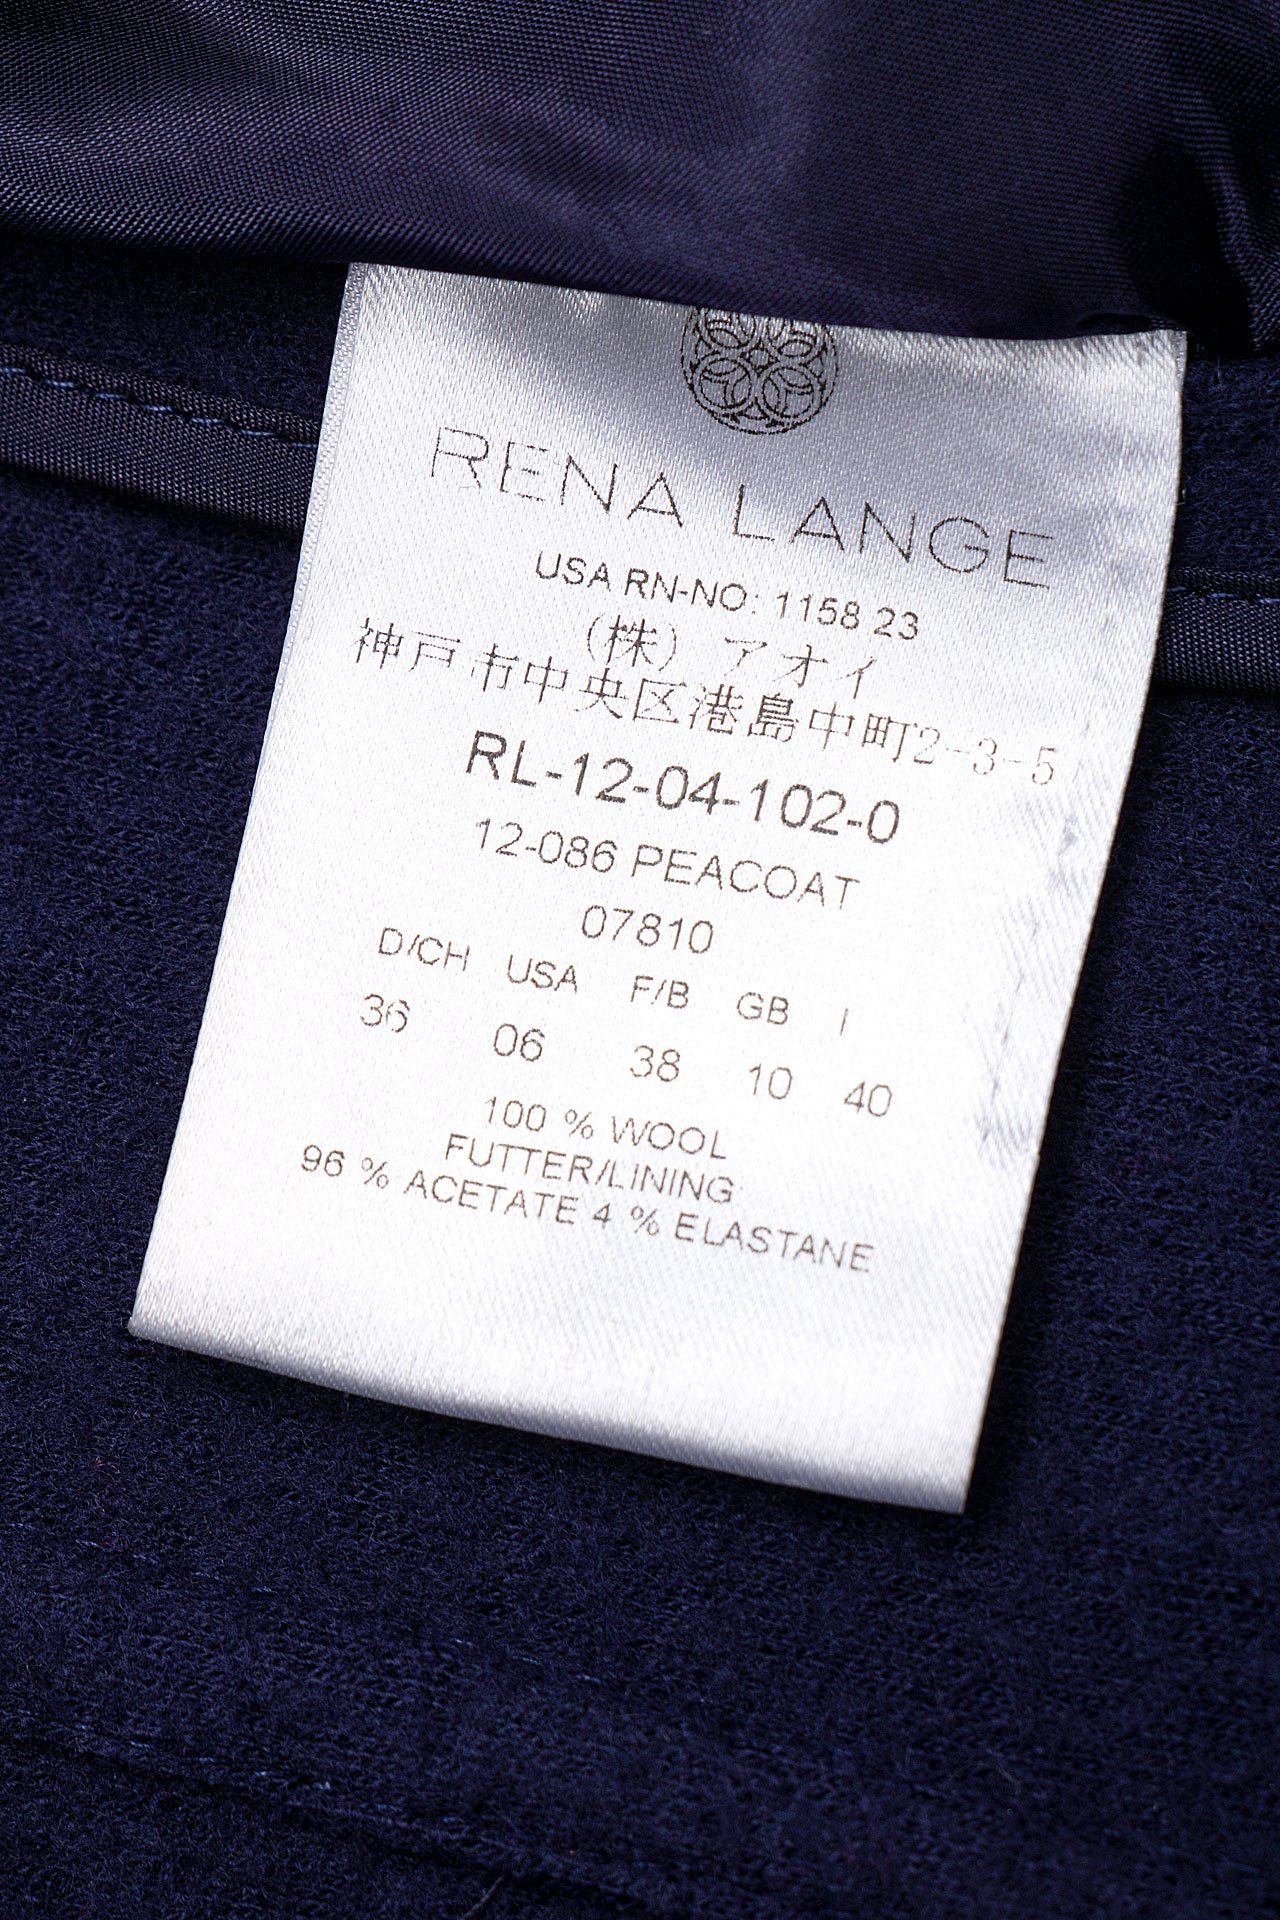 RENA LANGE
USA RN-NO: 1158 23
(株) アオイ
神戸市中央区港島中町2-3-5
RL-12-04-102-0
12-086 PEACOAT
07810
D/CH USA F/B GB I
36 06 38 10 40
100 % WOOL
FUTTER/LINING
96 % ACETATE 4 % ELASTANE